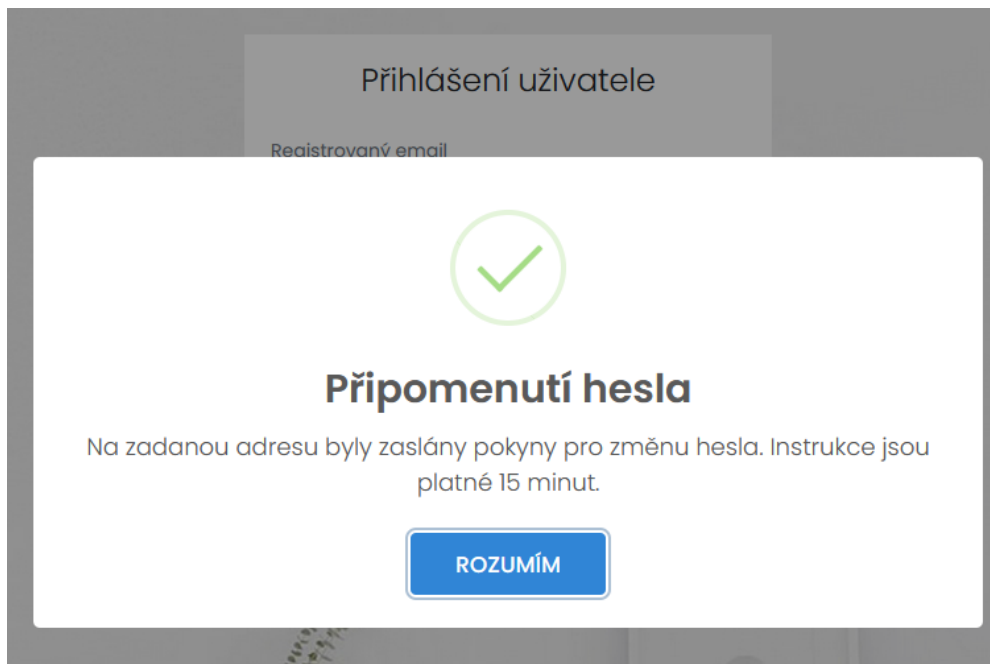 Přihlášení uživatele
Registrovaný email
Připomenutí hesla
Na zadanou adresu byly zaslány pokyny pro změnu hesla. Instrukce jsou
platné 15 minut.
ROZUMÍM